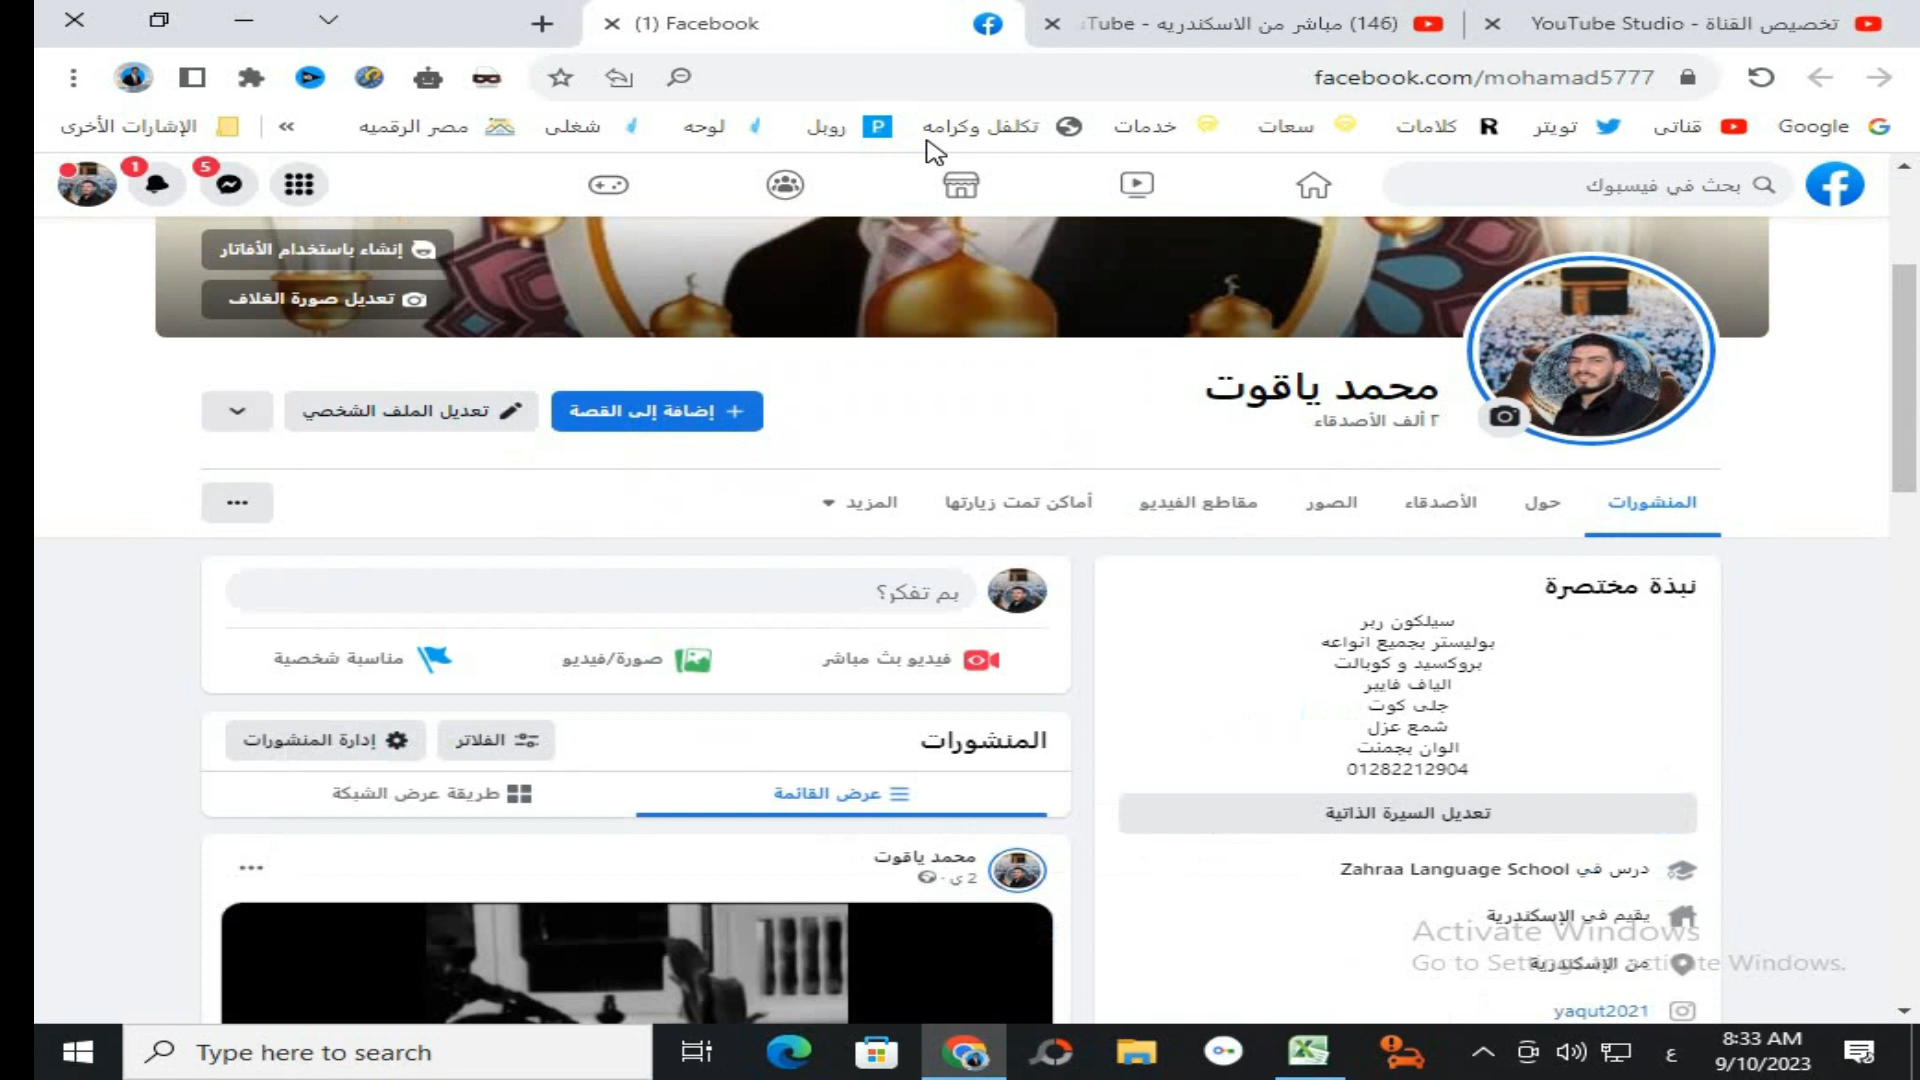 (1) Facebook
(146) مباشر من الاسكندريه - Tube
تخصيص القناة - YouTube Studio
facebook.com/mohamad5777
Google
قناتى
تويتر
كلامات
سعات
خدمات
تكلفل وكرامه
روبل
لوحه
شغلى
مصر الرقميه
»
الإشارات الأخرى
بحث في فيسبوك
5
1
إنشاء باستخدام الأفاتار
تعديل صورة الغلاف
محمد ياقوت
٢ ألف الأصدقاء
+ إضافة إلى القصة
تعديل الملف الشخصي
المنشورات
حول
الأصدقاء
الصور
مقاطع الفيديو
أماكن تمت زيارتها
المزيد
نبذة مختصرة
سيلكون ربر
بوليستر بجميع انواعه
بروكسيد و كوبالت
الياف فايبر
جلى كوت
شمع عزل
الوان بجمنت
01282212904
تعديل السيرة الذاتية
درس في Zahraa Language School
يقيم في الإسكندرية
من الإسكندرية
yaqut2021
بم تفكر؟
فيديو بث مباشر
صورة/فيديو
مناسبة شخصية
المنشورات
الفلاتر
إدارة المنشورات
عرض القائمة
طريقة عرض الشبكة
محمد ياقوت
2 ي ·
Activate Windows
Go to Settings to activate Windows.
Type here to search
ع
8:33 AM
9/10/2023